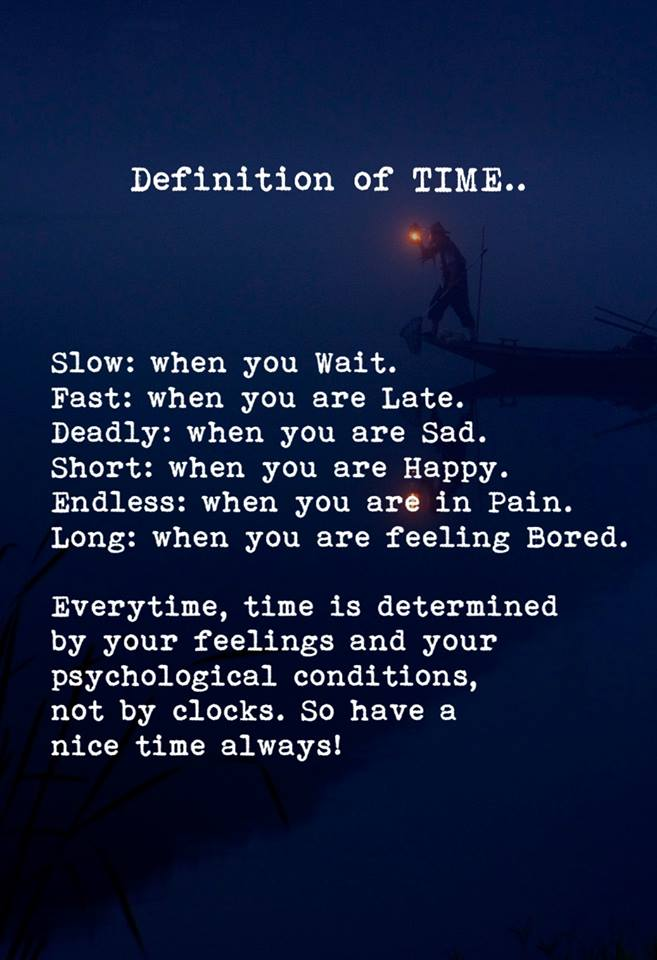 Definition of TIME..
Slow: when you Wait.
Fast: when you are Late.
Deadly: when you are Sad.
Short: when you are Happy.
Endless: when you are in Pain.
Long: when you are feeling Bored.
Everytime, time is determined
by your feelings and your
psychological conditions,
not by clocks. So have a
nice time always!